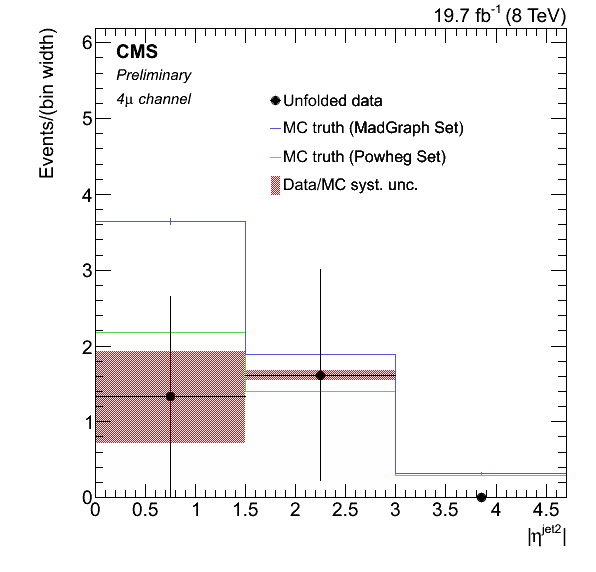 19.7 fb⁻¹ (8 TeV)
CMS
Preliminary
4μ channel
Unfolded data
MC truth (MadGraph Set)
MC truth (Powheg Set)
Data/MC syst. unc.
Events/(bin width)
6
5
4
3
2
1
0
0 0.5 1 1.5 2 2.5 3 3.5 4 4.5
|η^jet2|